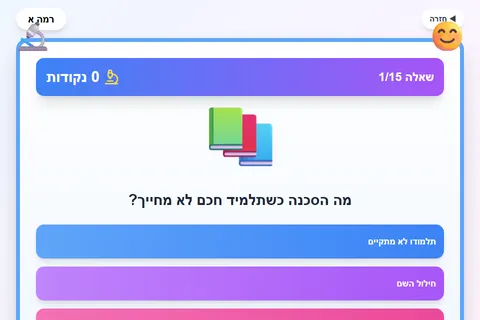 ◀ חזרה
רמה א
שאלה 1/15
0 נקודות
מה הסכנה כשתלמיד חכם לא מחייך?
תלמודו לא מתקיים
חילול השם